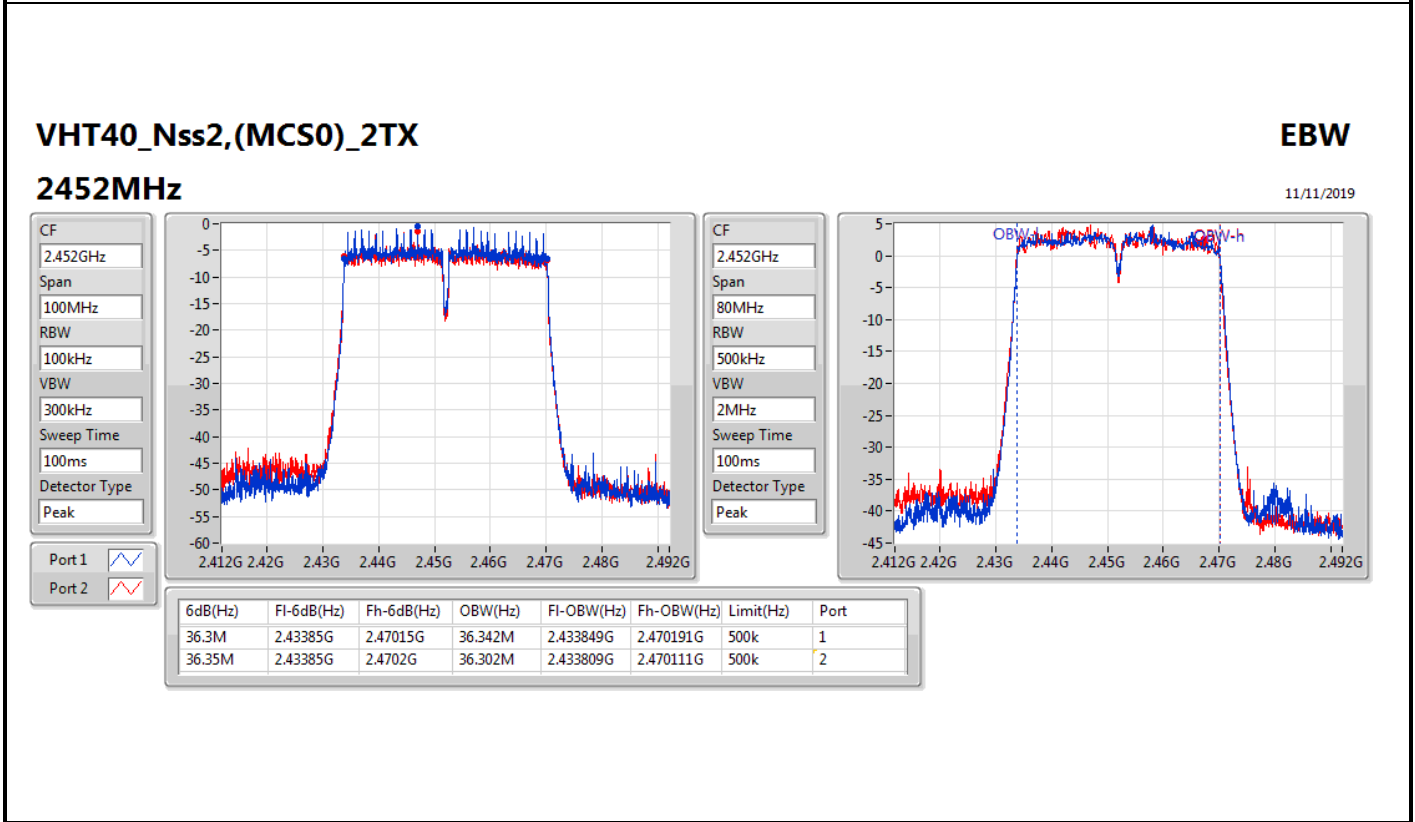 VHT40_Nss2,(MCS0)_2TX
EBW
2452MHz
11/11/2019
CF
2.452GHz
Span
100MHz
RBW
100kHz
VBW
300kHz
Sweep Time
100ms
Detector Type
Peak
Port 1
Port 2
0
-5
-10
-15
-20
-25
-30
-35
-40
-45
-50
-55
-60
2.412G 2.42G 2.43G 2.44G 2.45G 2.46G 2.47G 2.48G 2.492G
CF
2.452GHz
Span
80MHz
RBW
500kHz
VBW
2MHz
Sweep Time
100ms
Detector Type
Peak
5
0
-5
-10
-15
-20
-25
-30
-35
-40
-45
OBW-l
OBW-h
2.412G 2.42G 2.43G 2.44G 2.45G 2.46G 2.47G 2.48G 2.492G
6dB(Hz) Fl-6dB(Hz) Fh-6dB(Hz) OBW(Hz) Fl-OBW(Hz) Fh-OBW(Hz) Limit(Hz) Port
36.3M 2.43385G 2.47015G 36.342M 2.433849G 2.470191G 500k 1
36.35M 2.43385G 2.4702G 36.302M 2.433809G 2.470111G 500k 2